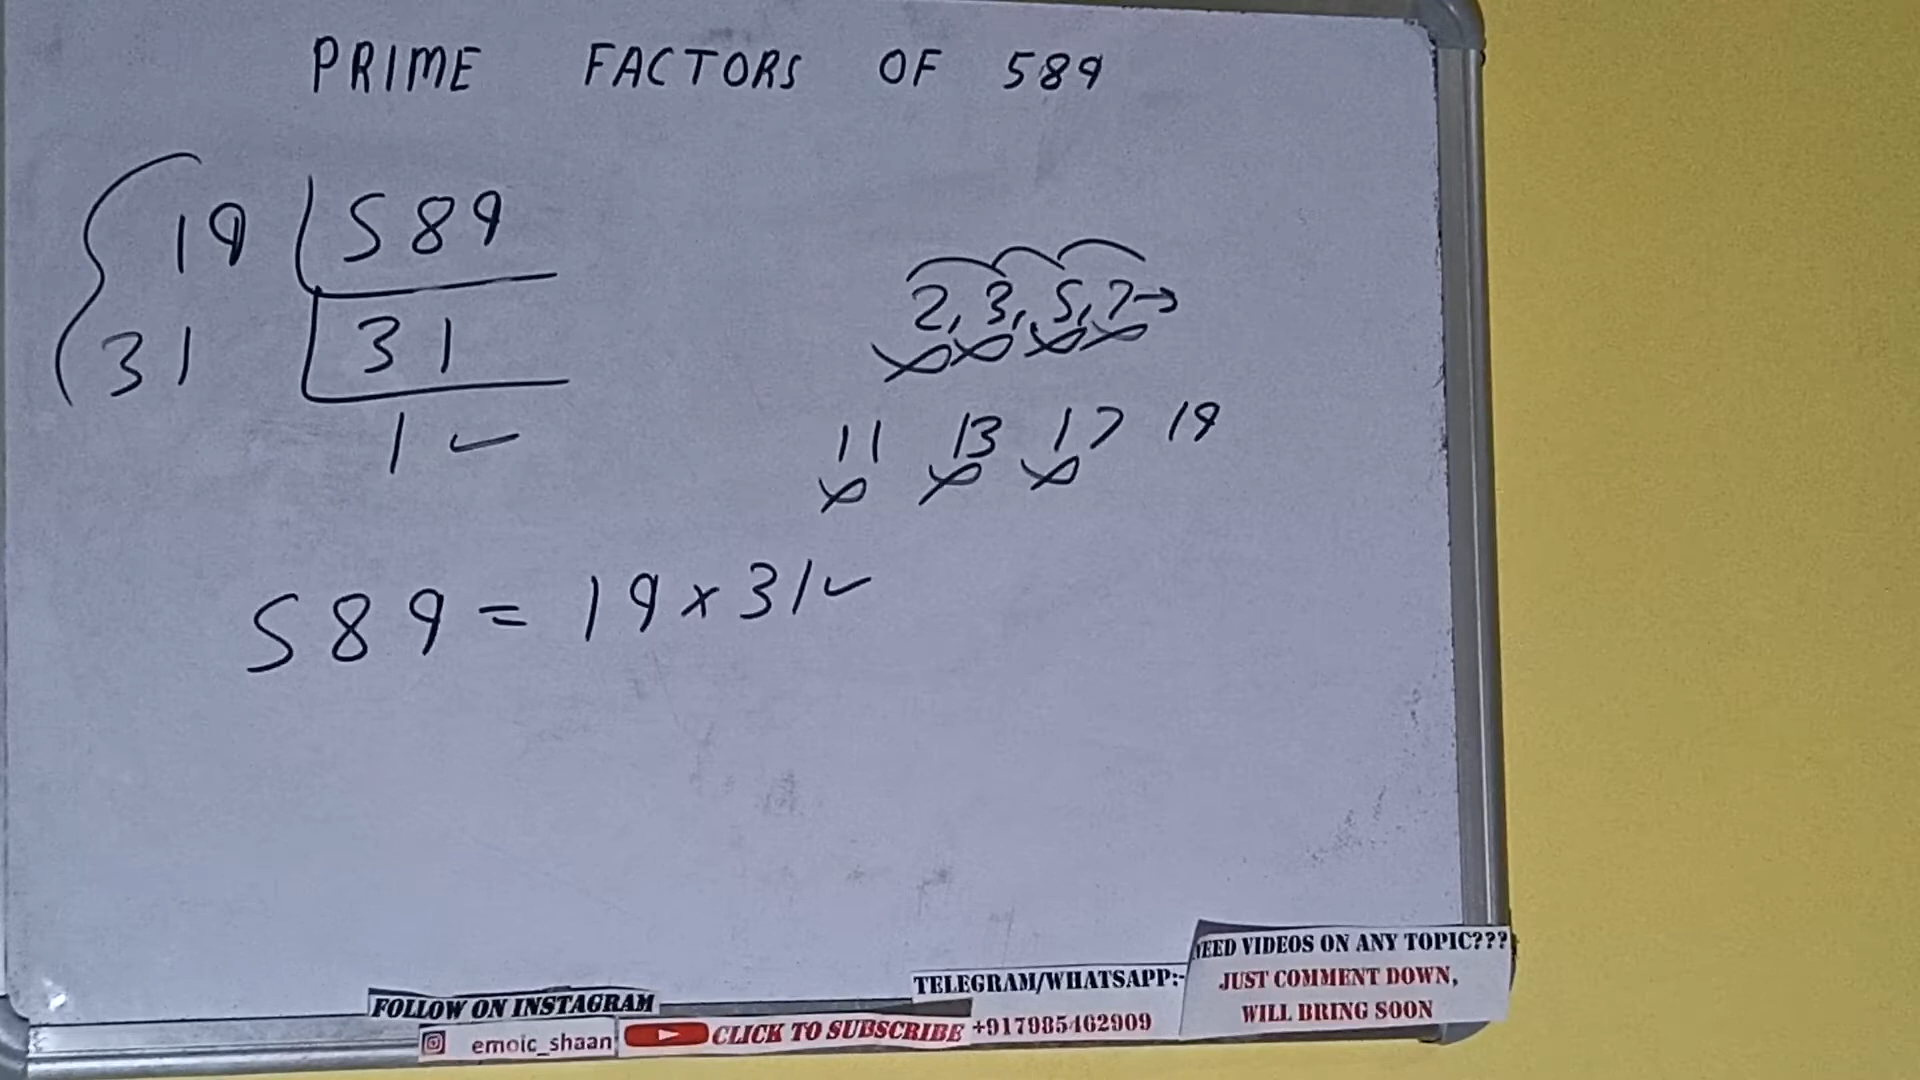 PRIME FACTORS OF 589
19 589
31 31
1 ✓
2, 3, 5, 7→
11 13 17 19
589 = 19 x 31 ✓
FOLLOW ON INSTAGRAM
emoic_shaan
CLICK TO SUBSCRIBE
TELEGRAM/WHATSAPP:-
+917985462909
NEED VIDEOS ON ANY TOPIC???
JUST COMMENT DOWN,
WILL BRING SOON